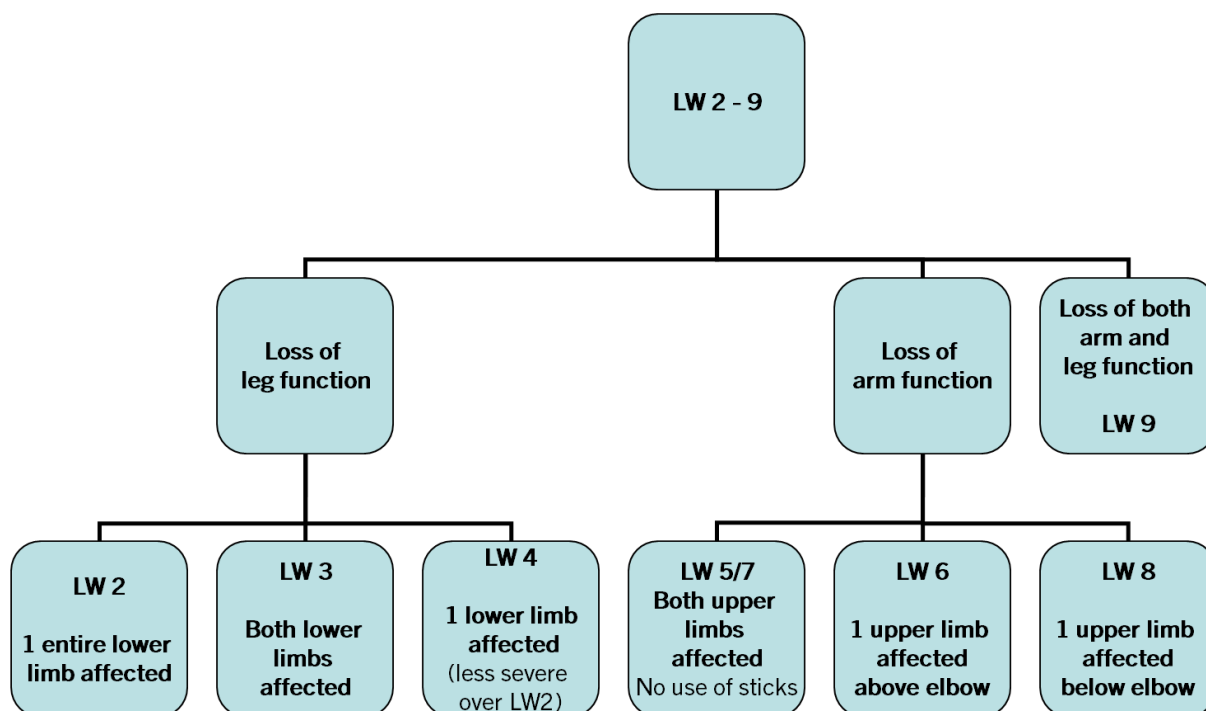 LW 2 - 9
Loss of
leg function
Loss of
arm function
Loss of both
arm and
leg function
LW 9
LW 2
1 entire lower
limb affected
LW 3
Both lower
limbs
affected
LW 4
1 lower limb
affected
(less severe
over LW2)
LW 5/7
Both upper
limbs
affected
No use of sticks
LW 6
1 upper limb
affected
above elbow
LW 8
1 upper limb
affected
below elbow